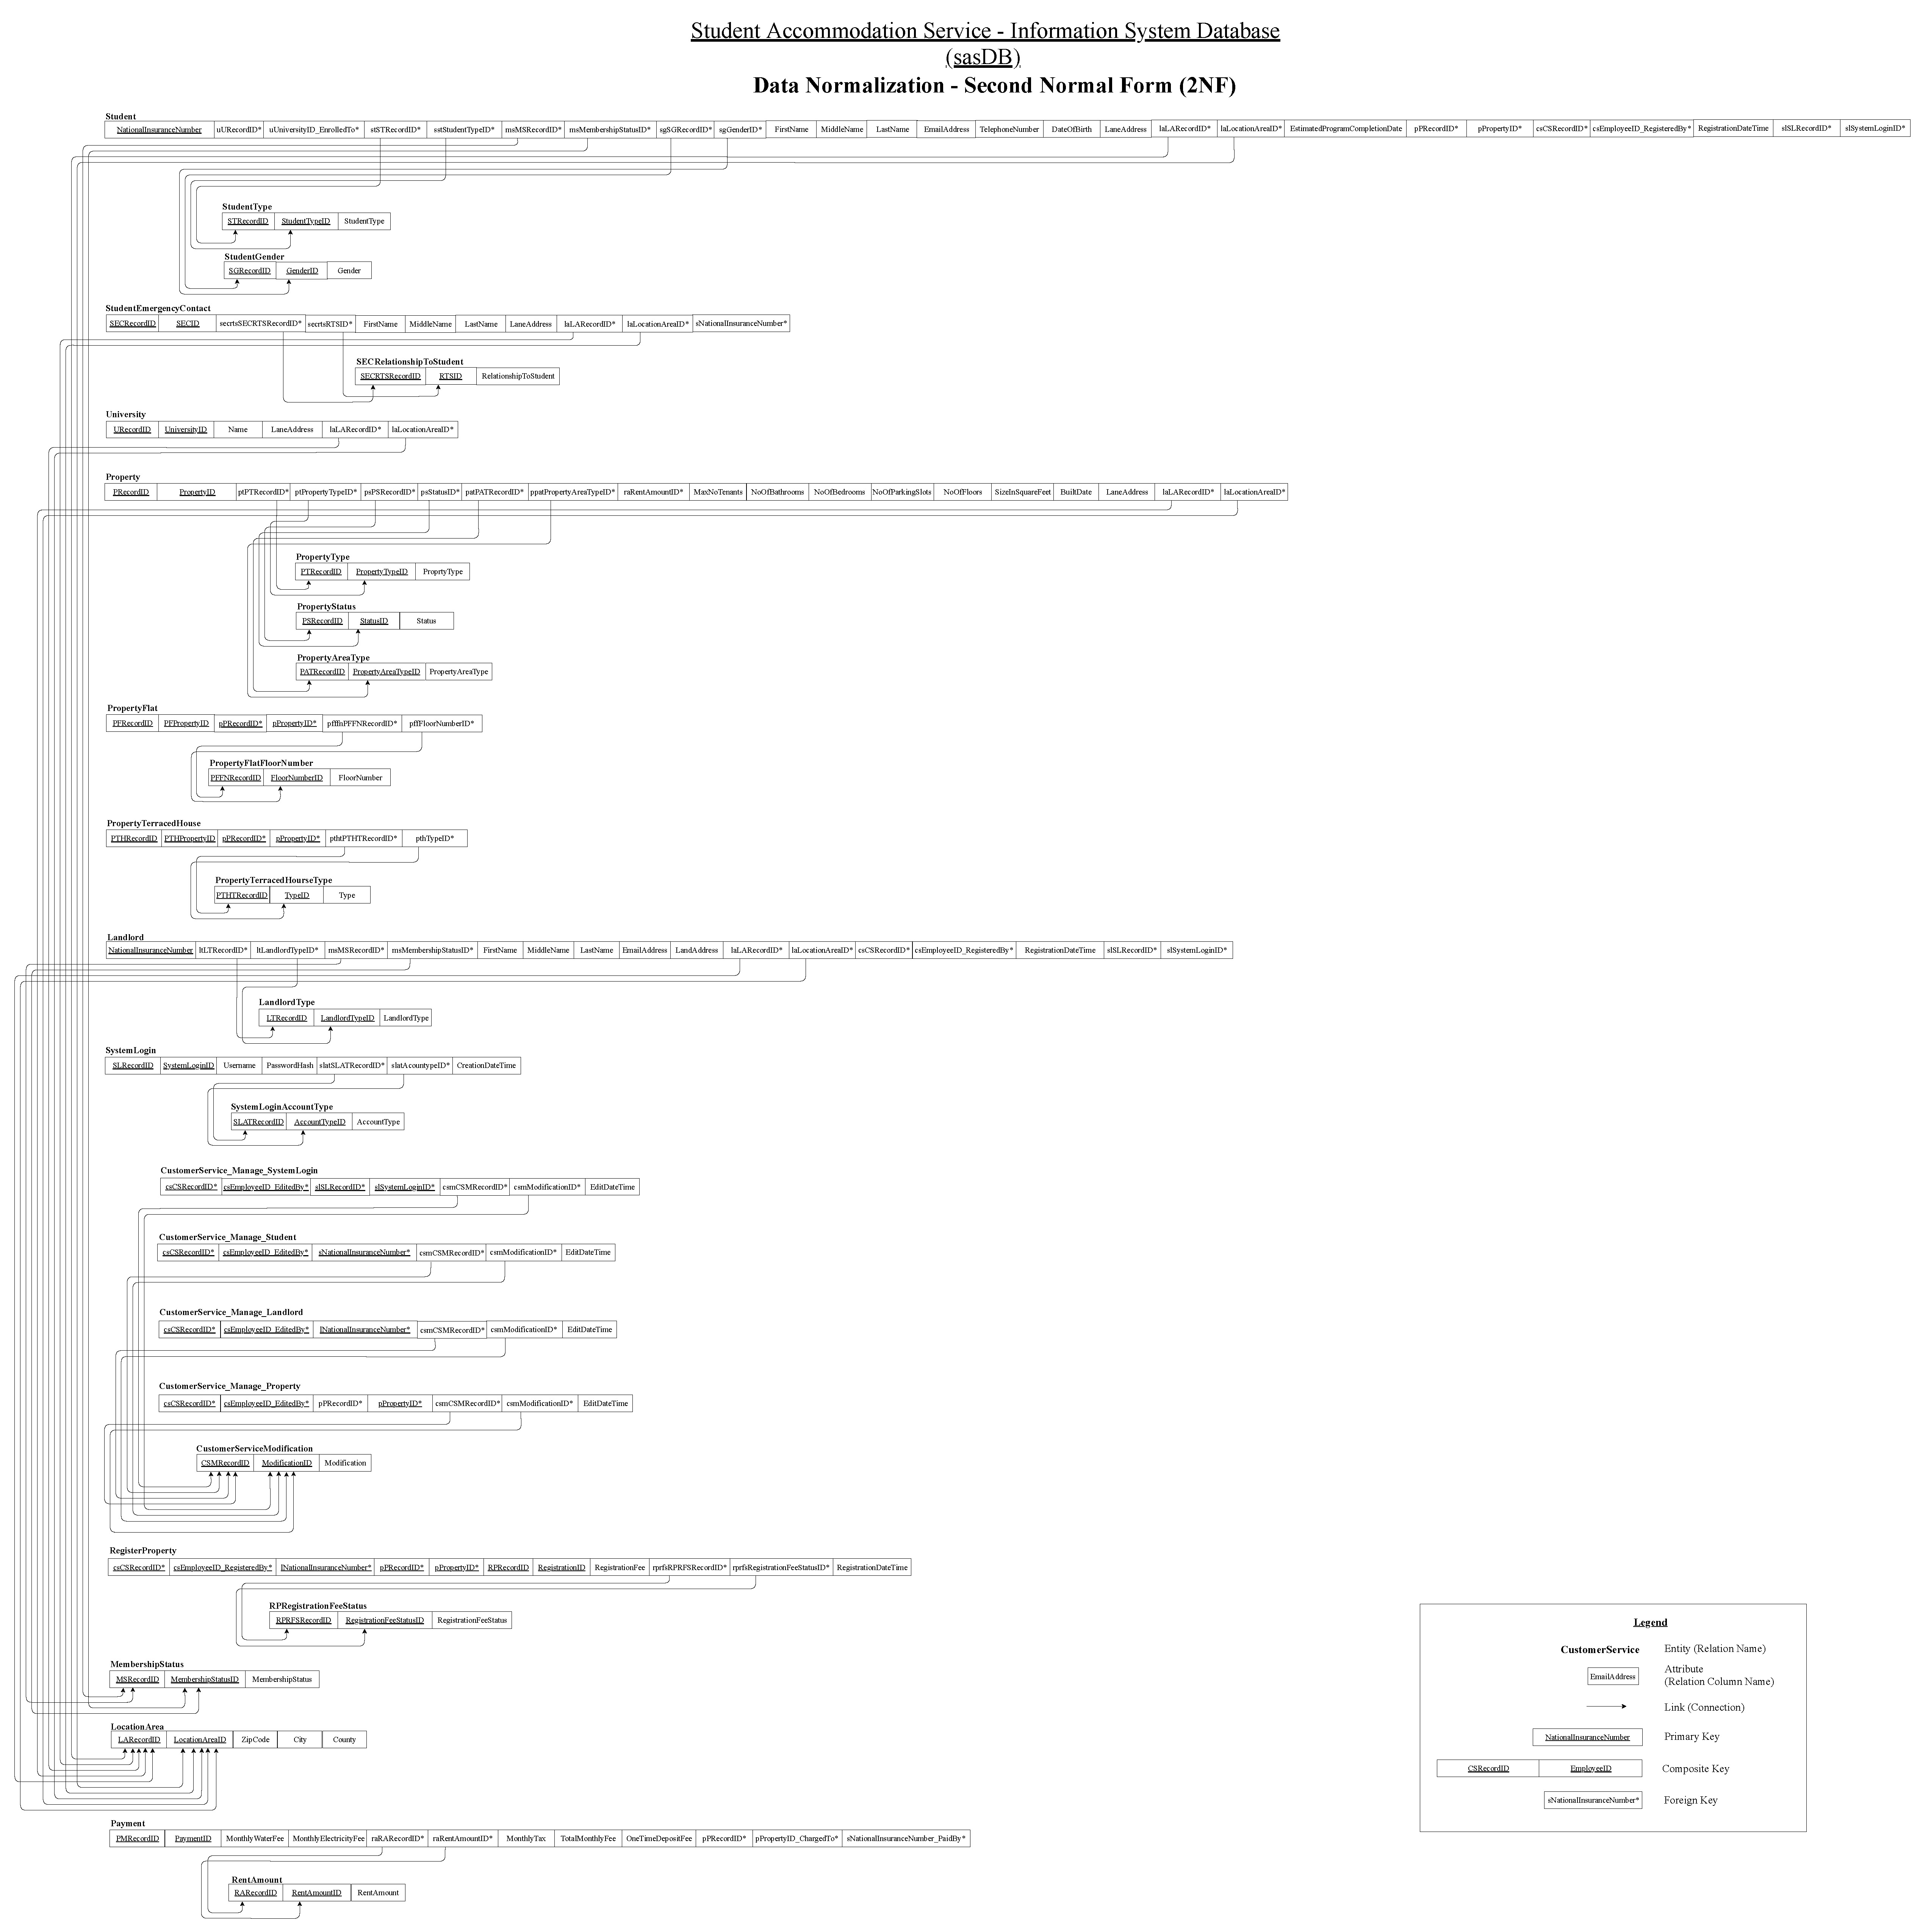 Student Accommodation Service - Information System Database
(sasDB)
Data Normalization - Second Normal Form (2NF)
Student
NationalInsuranceNumber uURecordID* uUniversityID_EnrolledTo* stSTRecordID* sstStudentTypeID* msMSRecordID* msMembershipStatusID* sgSGRecordID* sgGenderID* FirstName MiddleName LastName EmailAddress TelephoneNumber DateOfBirth LaneAddress laLARecordID* laLocationAreaID* EstimatedProgramCompletionDate pPRecordID* pPropertyID* csCSRecordID* csEmployeeID_RegisteredBy* RegistrationDateTime slSLRecordID* slSystemLoginID*
StudentType
STRecordID StudentTypeID StudentType
StudentGender
SGRecordID GenderID Gender
StudentEmergencyContact
SECRecordID SECID secrtsSECRTSRecordID* secrtsRTSID* FirstName MiddleName LastName LaneAddress laLARecordID* laLocationAreaID* sNationalInsuranceNumber*
SECRelationshipToStudent
SECRTSRecordID RTSID RelationshipToStudent
University
URecordID UniversityID Name LaneAddress laLARecordID* laLocationAreaID*
Property
PRecordID PropertyID ptPTRecordID* ptPropertyTypeID* psPSRecordID* psStatusID* patPATRecordID* ppatPropertyAreaTypeID* raRentAmountID* MaxNoTenants NoOfBathrooms NoOfBedrooms NoOfParkingSlots NoOfFloors SizeInSquareFeet BuiltDate LaneAddress laLARecordID* laLocationAreaID*
PropertyType
PTRecordID PropertyTypeID ProprtyType
PropertyStatus
PSRecordID StatusID Status
PropertyAreaType
PATRecordID PropertyAreaTypeID PropertyAreaType
PropertyFlat
PFRecordID PFPropertyID pPRecordID* pPropertyID* pfffnPFFNRecordID* pffFloorNumberID*
PropertyFlatFloorNumber
PFFNRecordID FloorNumberID FloorNumber
PropertyTerracedHouse
PTHRecordID PTHPropertyID pPRecordID* pPropertyID* pthtPTHTRecordID* pthTypeID*
PropertyTerracedHourseType
PTHTRecordID TypeID Type
Landlord
NationalInsuranceNumber ltLTRecordID* ltLandlordTypeID* msMSRecordID* msMembershipStatusID* FirstName MiddleName LastName EmailAddress LandAddress laLARecordID* laLocationAreaID* csCSRecordID* csEmployeeID_RegisteredBy* RegistrationDateTime slSLRecordID* slSystemLoginID*
LandlordType
LTRecordID LandlordTypeID LandlordType
SystemLogin
SLRecordID SystemLoginID Username PasswordHash slatSLATRecordID* slatAcountypeID* CreationDateTime
SystemLoginAccountType
SLATRecordID AccountTypeID AccountType
CustomerService_Manage_SystemLogin
csCSRecordID* csEmployeeID_EditedBy* slSLRecordID* slSystemLoginID* csmCSMRecordID* csmModificationID* EditDateTime
CustomerService_Manage_Student
csCSRecordID* csEmployeeID_EditedBy* sNationalInsuranceNumber* csmCSMRecordID* csmModificationID* EditDateTime
CustomerService_Manage_Landlord
csCSRecordID* csEmployeeID_EditedBy* lNationalInsuranceNumber* csmCSMRecordID* csmModificationID* EditDateTime
CustomerService_Manage_Property
csCSRecordID* csEmployeeID_EditedBy* pPRecordID* pPropertyID* csmCSMRecordID* csmModificationID* EditDateTime
CustomerServiceModification
CSMRecordID ModificationID Modification
RegisterProperty
csCSRecordID* csEmployeeID_RegisteredBy* lNationalInsuranceNumber* pPRecordID* pPropertyID* RPRecordID RegistrationID RegistrationFee rprfsRPRFSRecordID* rprfsRegistrationFeeStatusID* RegistrationDateTime
RPRegistrationFeeStatus
RPRFSRecordID RegistrationFeeStatusID RegistrationFeeStatus
MembershipStatus
MSRecordID MembershipStatusID MembershipStatus
LocationArea
LARecordID LocationAreaID ZipCode City County
Payment
PMRecordID PaymentID MonthlyWaterFee MonthlyElectricityFee raRARecordID* raRentAmountID* MonthlyTax TotalMonthlyFee OneTimeDepositFee pPRecordID* pPropertyID_ChargedTo* sNationalInsuranceNumber_PaidBy*
RentAmount
RARecordID RentAmountID RentAmount
Legend
CustomerService Entity (Relation Name)
EmailAddress Attribute
(Relation Column Name)
Link (Connection)
NationalInsuranceNumber Primary Key
CSRecordID EmployeeID Composite Key
sNationalInsuranceNumber* Foreign Key